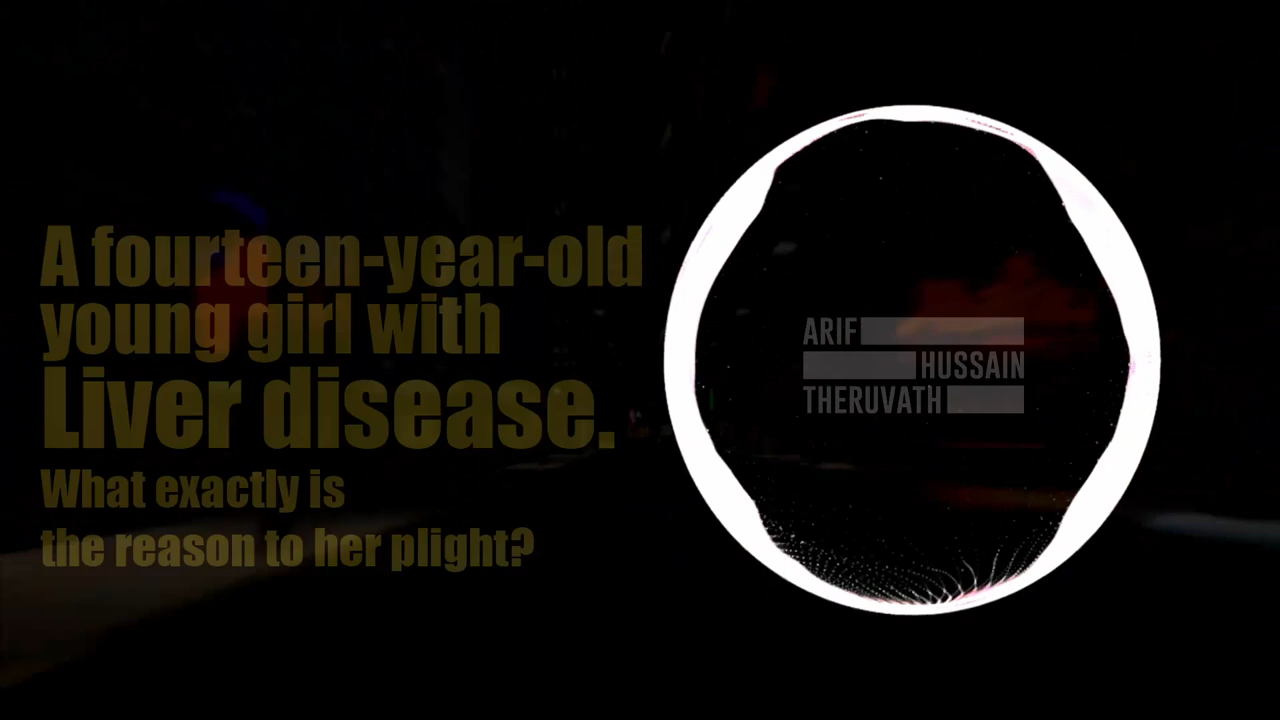 A fourteen-year-old
young girl with
Liver disease.
What exactly is
the reason to her plight?
ARIF
HUSSAIN
THERUVATH